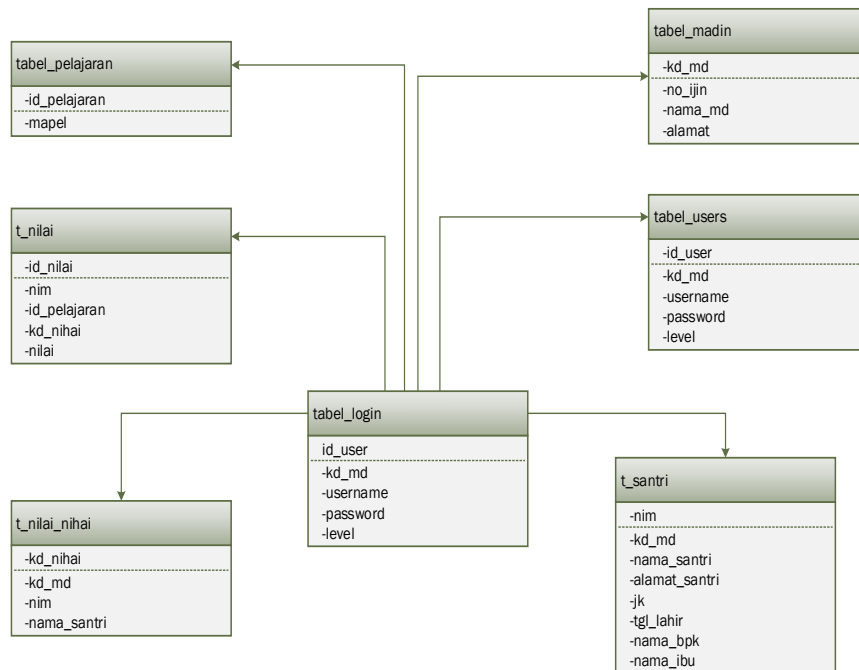 tabel_pelajaran
-id_pelajaran
-mapel
tabel_madin
-kd_md
-no_ijin
-nama_md
-alamat
t_nilai
-id_nilai
-nim
-id_pelajaran
-kd_nihai
-nilai
tabel_users
-id_user
-kd_md
-username
-password
-level
tabel_login
id_user
-kd_md
-username
-password
-level
t_nilai_nihai
-kd_nihai
-kd_md
-nim
-nama_santri
t_santri
-nim
-kd_md
-nama_santri
-alamat_santri
-jk
-tgl_lahir
-nama_bpk
-nama_ibu